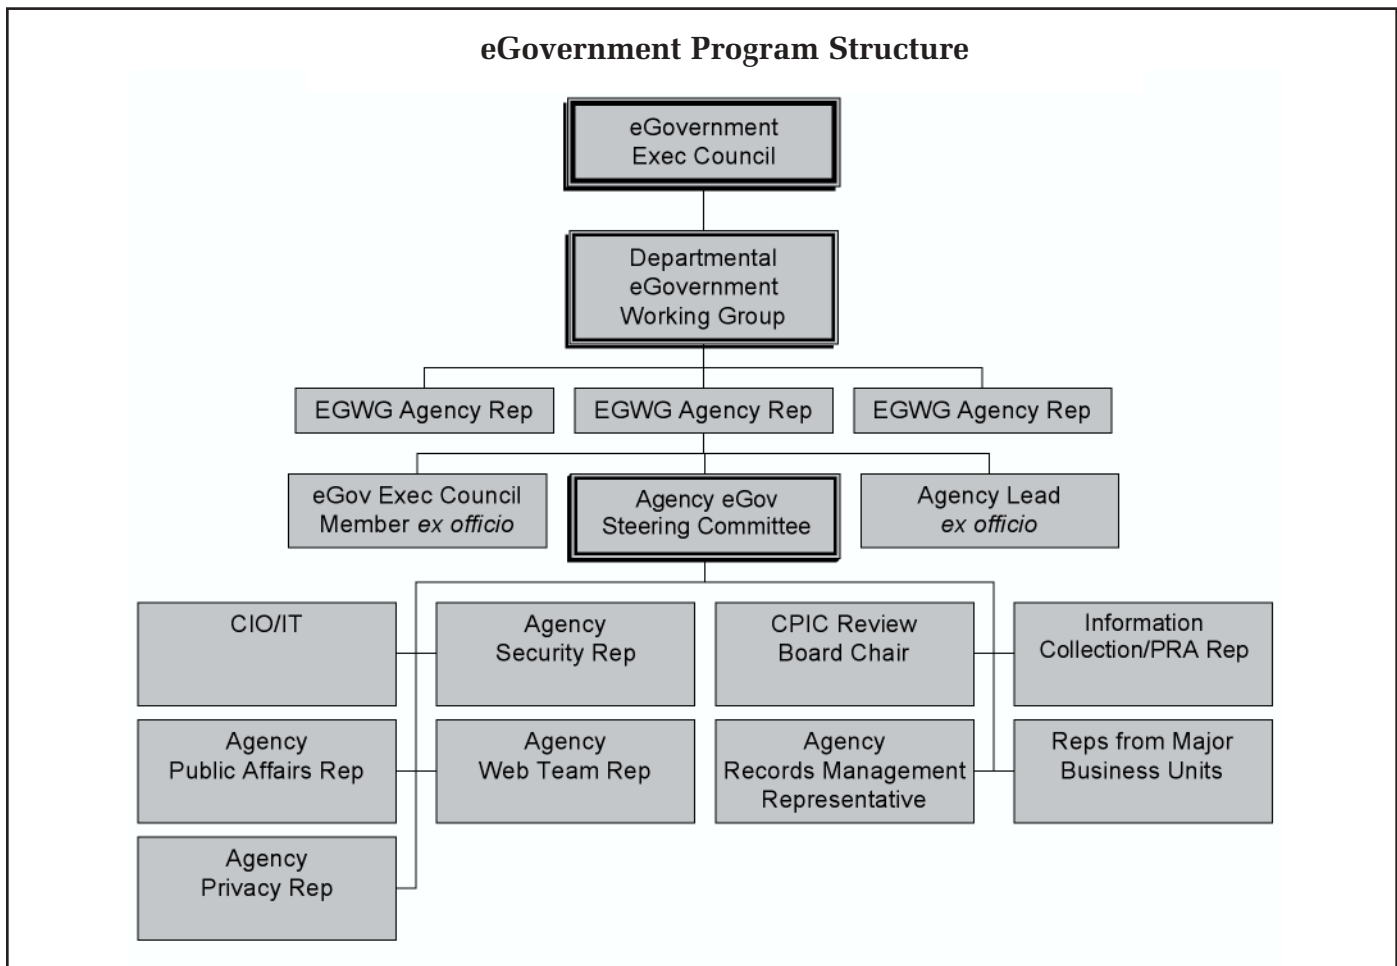 eGovernment Program Structure
eGovernment
Exec Council
Departmental
eGovernment
Working Group
EGWG Agency Rep
EGWG Agency Rep
EGWG Agency Rep
eGov Exec Council
Member ex officio
Agency eGov
Steering Committee
Agency Lead
ex officio
CIO/IT
Agency
Security Rep
CPIC Review
Board Chair
Information
Collection/PRA Rep
Agency
Public Affairs Rep
Agency
Web Team Rep
Agency
Records Management
Representative
Reps from Major
Business Units
Agency
Privacy Rep